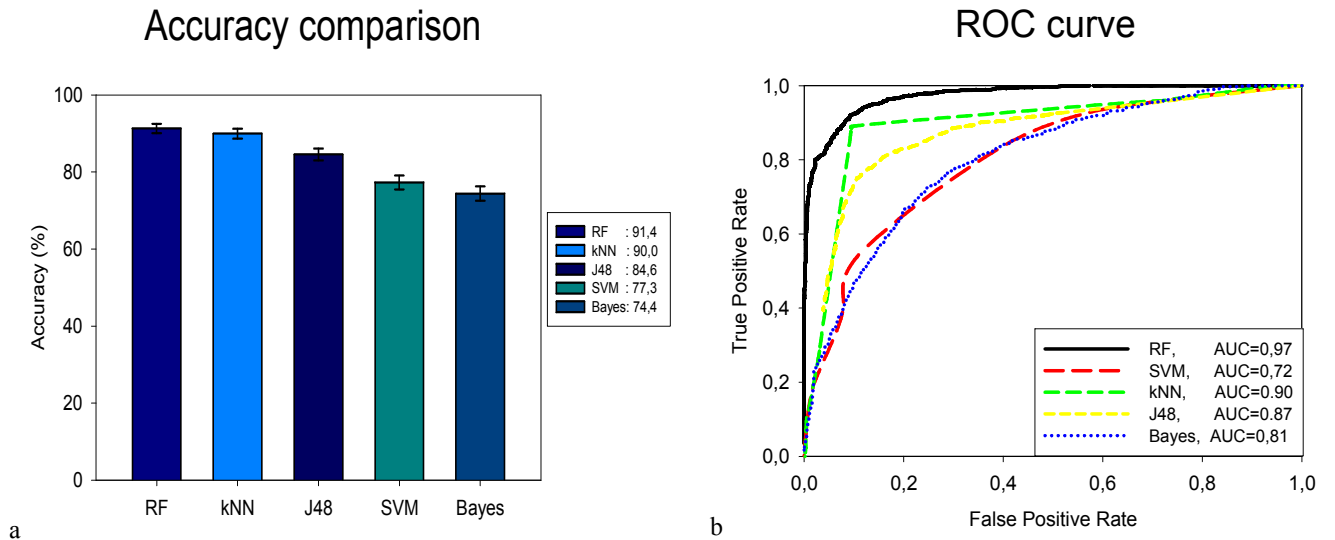 Accuracy comparison
100
80
60
40
20
0
Accuracy (%)
RF kNN J48 SVM Bayes
RF : 91,4
kNN : 90,0
J48 : 84,6
SVM : 77,3
Bayes: 74,4
a
ROC curve
1,0
0,8
0,6
0,4
0,2
0,0
True Positive Rate
0,0 0,2 0,4 0,6 0,8 1,0
False Positive Rate
RF, AUC=0,97
SVM, AUC=0,72
kNN, AUC=0.90
J48, AUC=0.87
Bayes, AUC=0,81
b